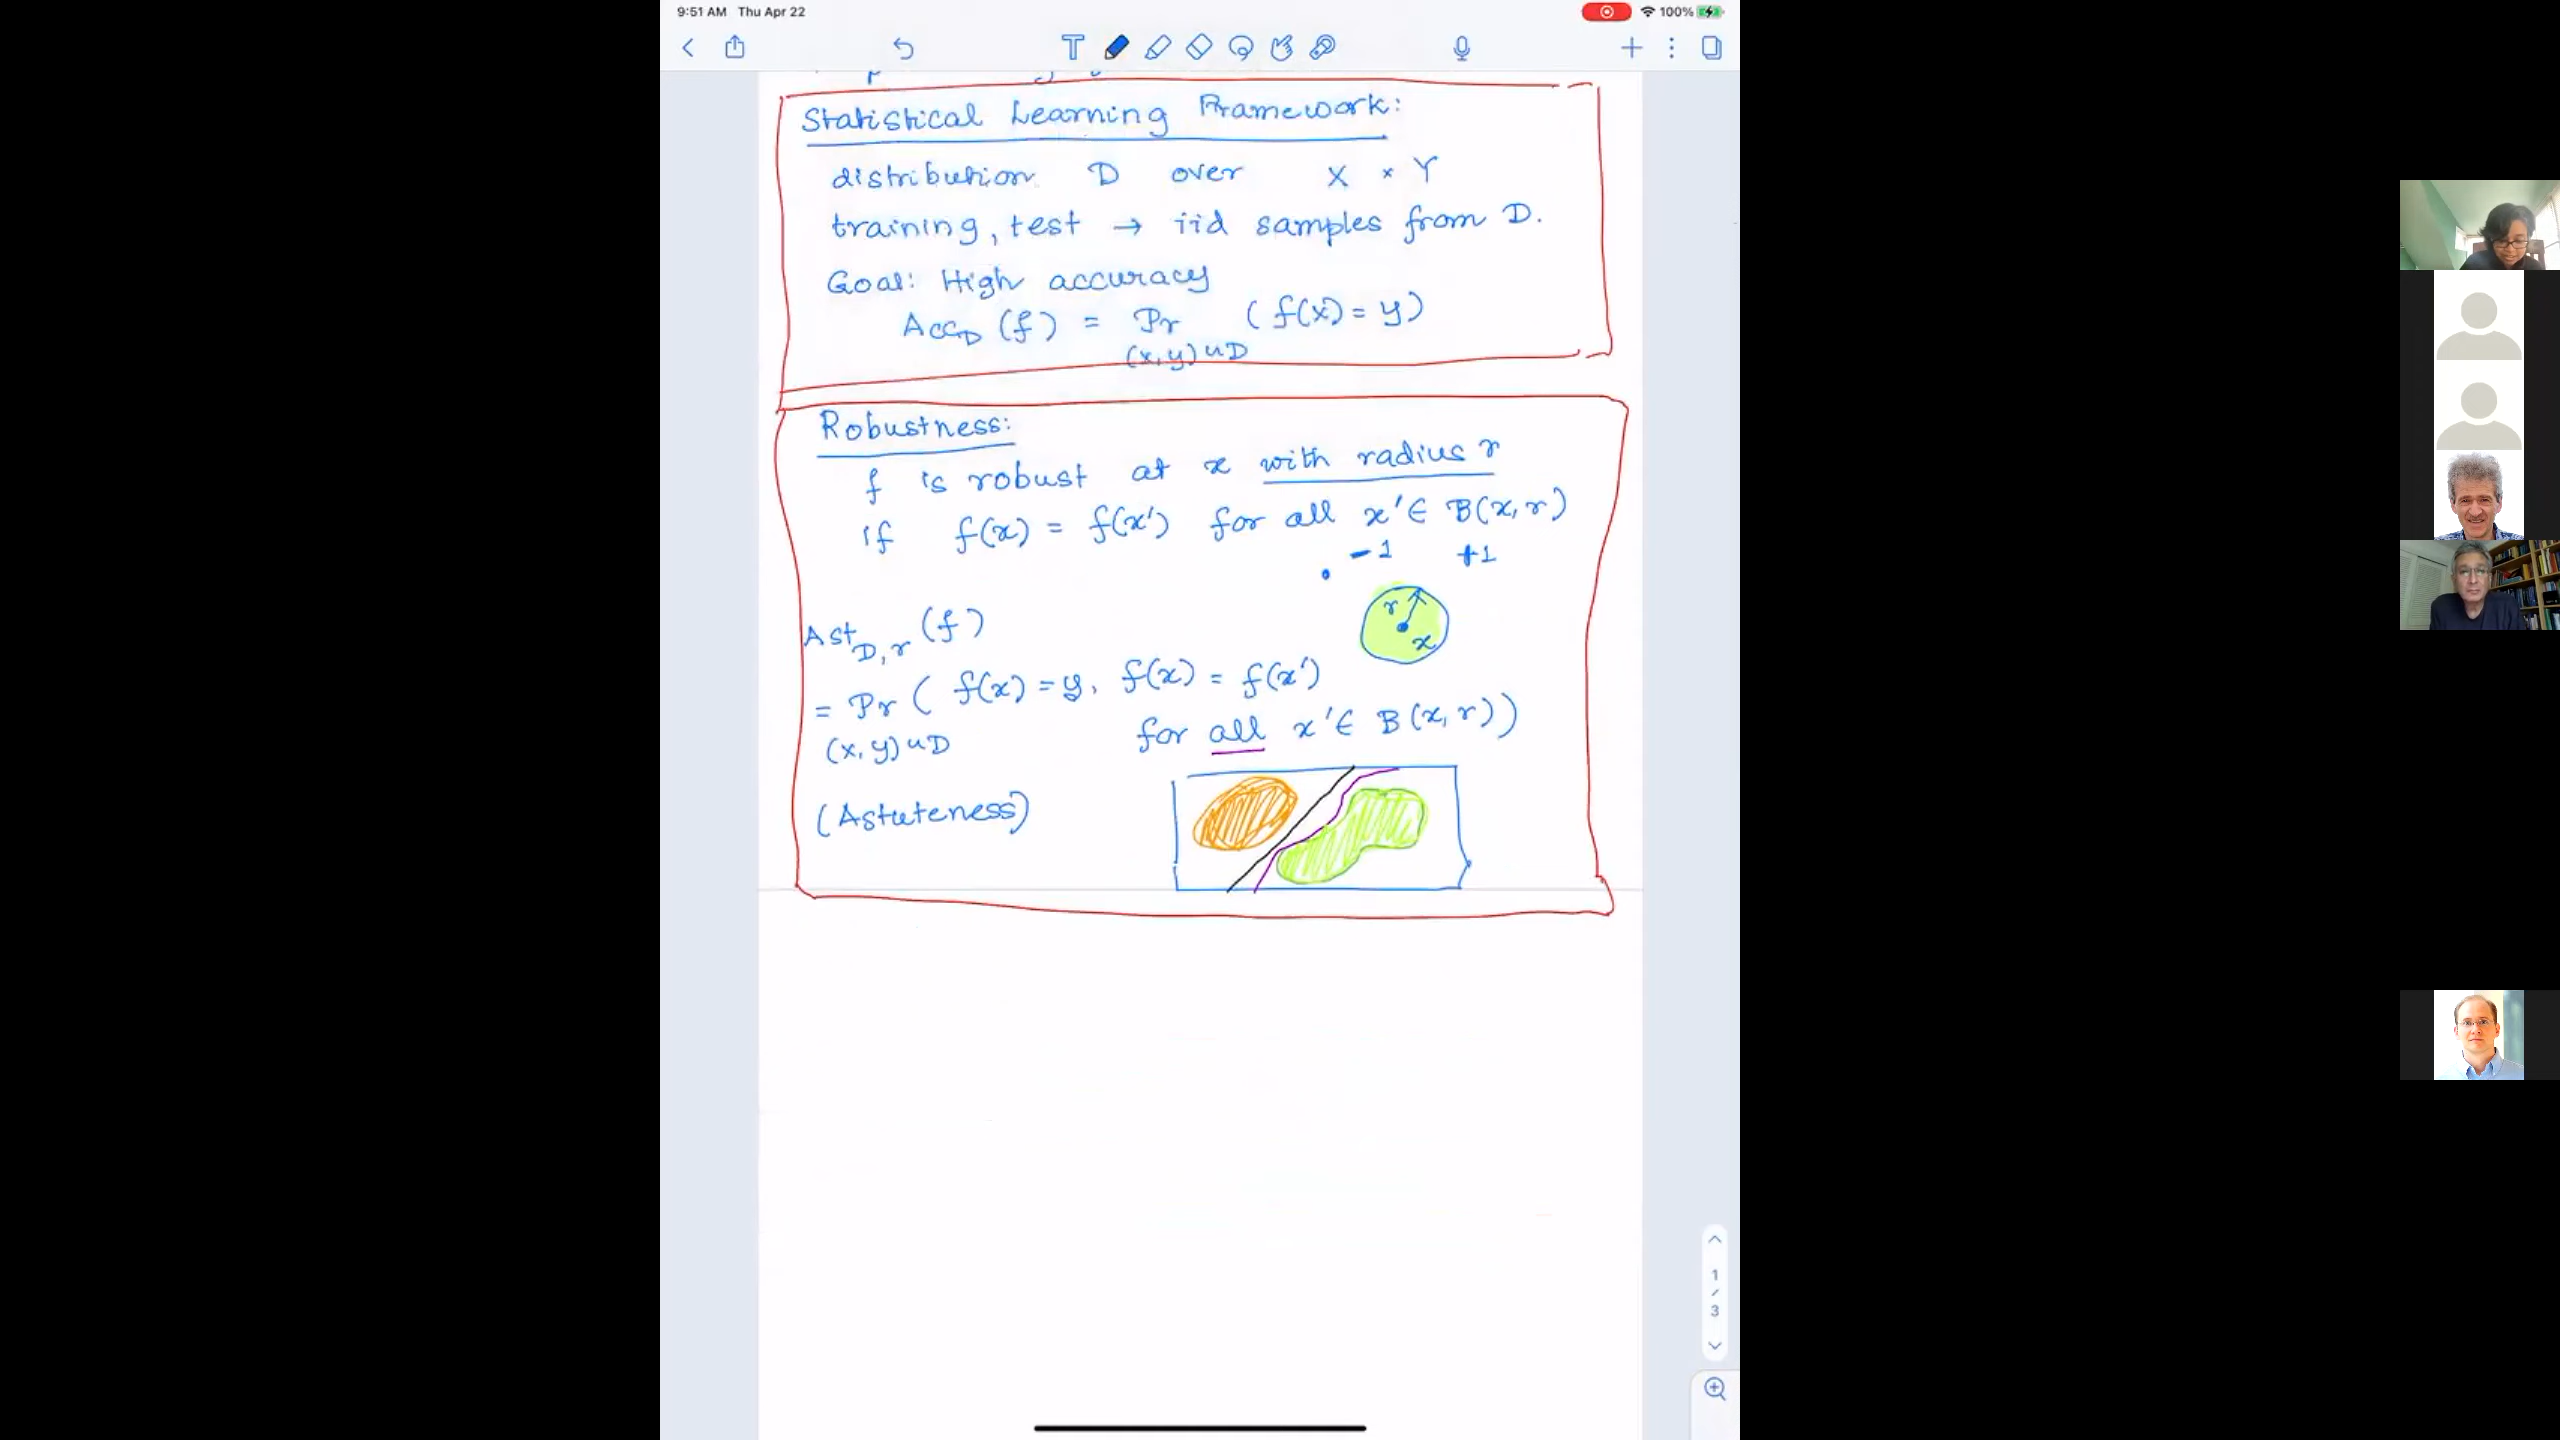 9:51 AM Thu Apr 22
100%
Statistical Learning Framework:
distribution D over X × Y
training, test → iid samples from D.
Goal: High accuracy
Acc_D (f) = Pr (f(x) = y)
(x,y)~D
Robustness:
f is robust at x with radius r
if f(x) = f(x') for all x' ∈ B(x, r)
-1 +1
r
x
Ast_D,r (f)
= Pr ( f(x) = y, f(x) = f(x')
(x,y)~D for all x' ∈ B(x, r))
(Astuteness)
1
/
3